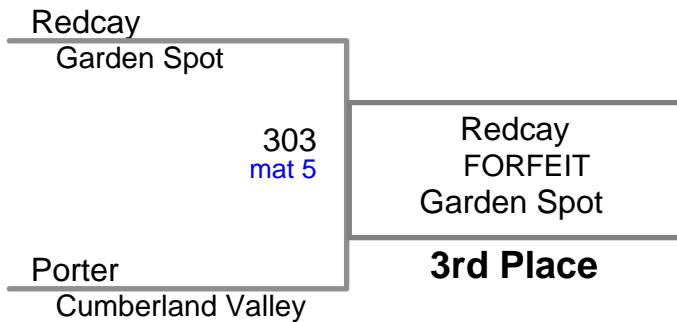 Redcay
Garden Spot
303
mat 5
Redcay
FORFEIT
Garden Spot
3rd Place
Porter
Cumberland Valley